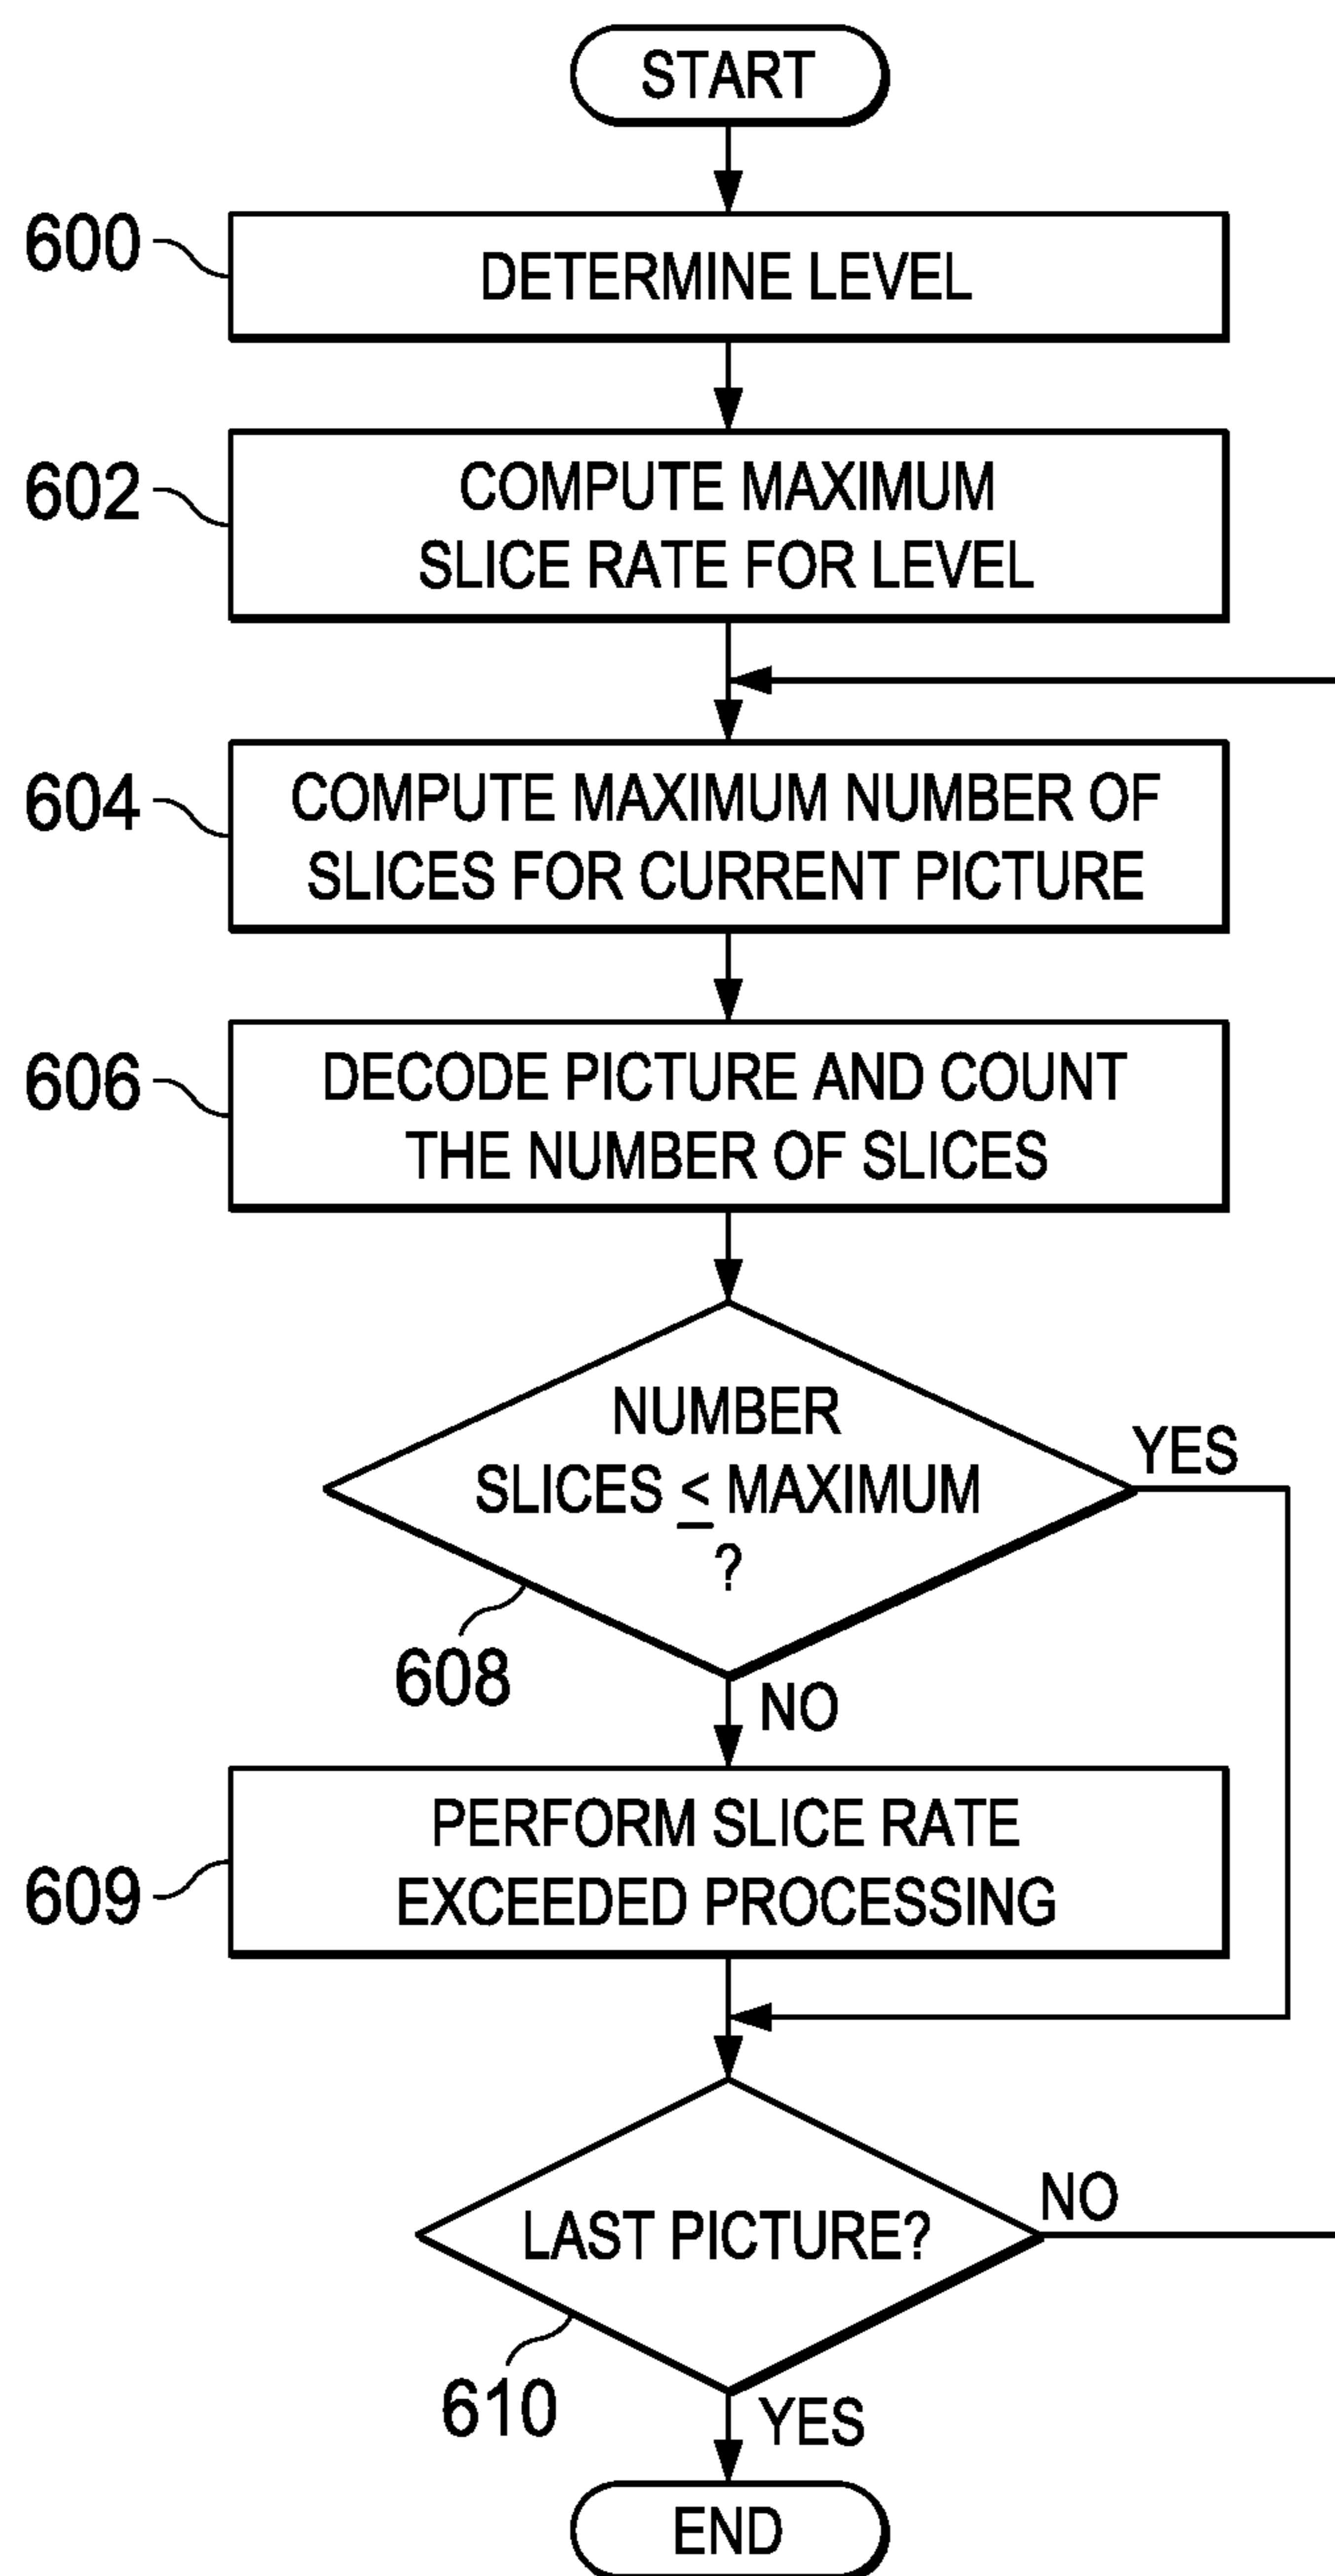 START
600
DETERMINE LEVEL
602
COMPUTE MAXIMUM
SLICE RATE FOR LEVEL
604
COMPUTE MAXIMUM NUMBER OF
SLICES FOR CURRENT PICTURE
606
DECODE PICTURE AND COUNT
THE NUMBER OF SLICES
NUMBER
SLICES ≤ MAXIMUM
?
YES
608
NO
609
PERFORM SLICE RATE
EXCEEDED PROCESSING
LAST PICTURE?
NO
610
YES
END